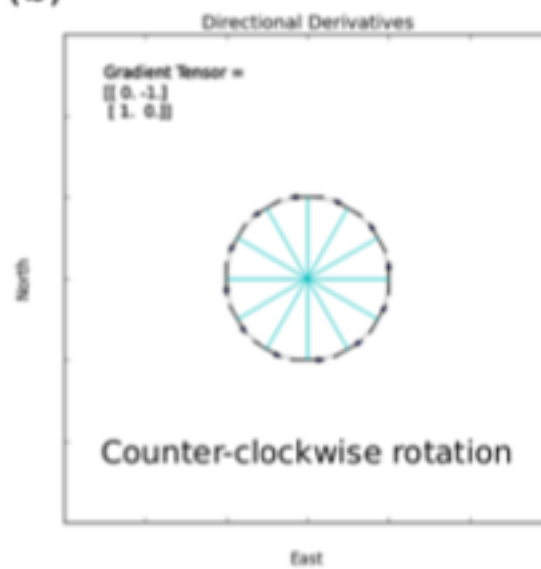 (b)
Directional Derivatives
Gradient Tensor =
[[ 0. -1.]
[ 1. 0.]]
North
Counter-clockwise rotation
East